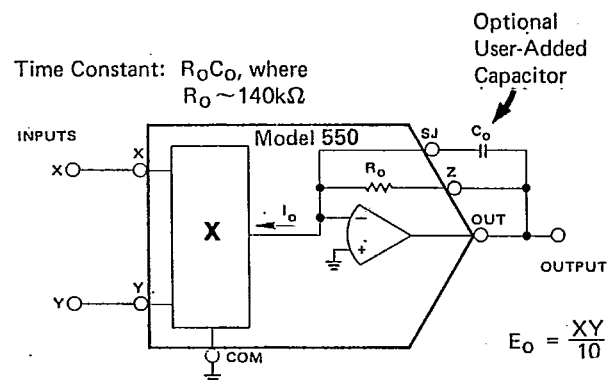 Optional
User-Added
Capacitor
Time Constant: RₒCₒ, where
Rₒ ~ 140kΩ
INPUTS
Model 550
SJ
Cₒ
X
X
Rₒ
Z
Iₒ
X
−
+
OUT
OUTPUT
Y
Y
COM
Eₒ = XY/10